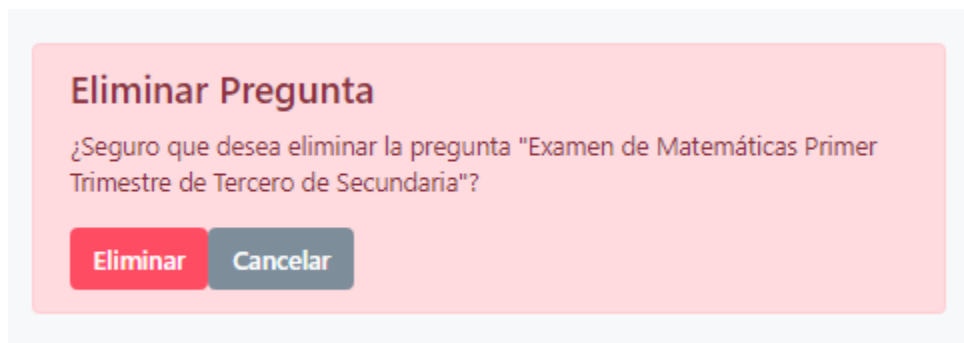 Eliminar Pregunta
¿Seguro que desea eliminar la pregunta "Examen de Matemáticas Primer
Trimestre de Tercero de Secundaria"?
Eliminar Cancelar